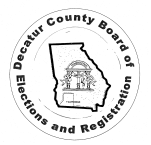 Decatur County Board of
Elections and Registration